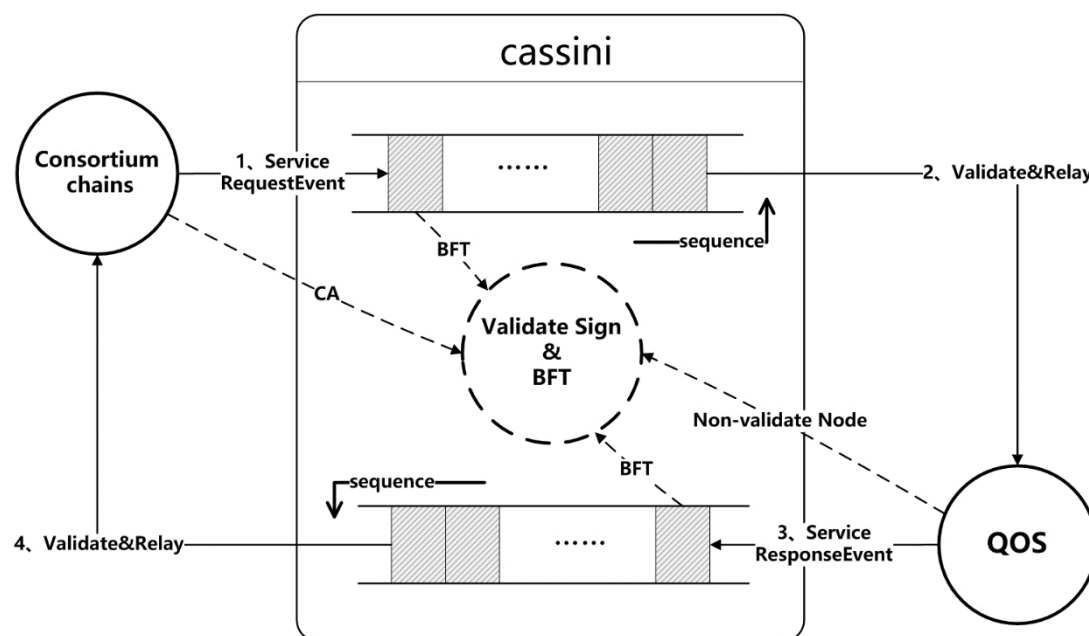 cassini
Consortium
chains
1、Service
RequestEvent
……
2、Validate&Relay
sequence
BFT
CA
Validate Sign
&
BFT
Non-validate Node
BFT
sequence
4、Validate&Relay
……
3、Service
ResponseEvent
QOS